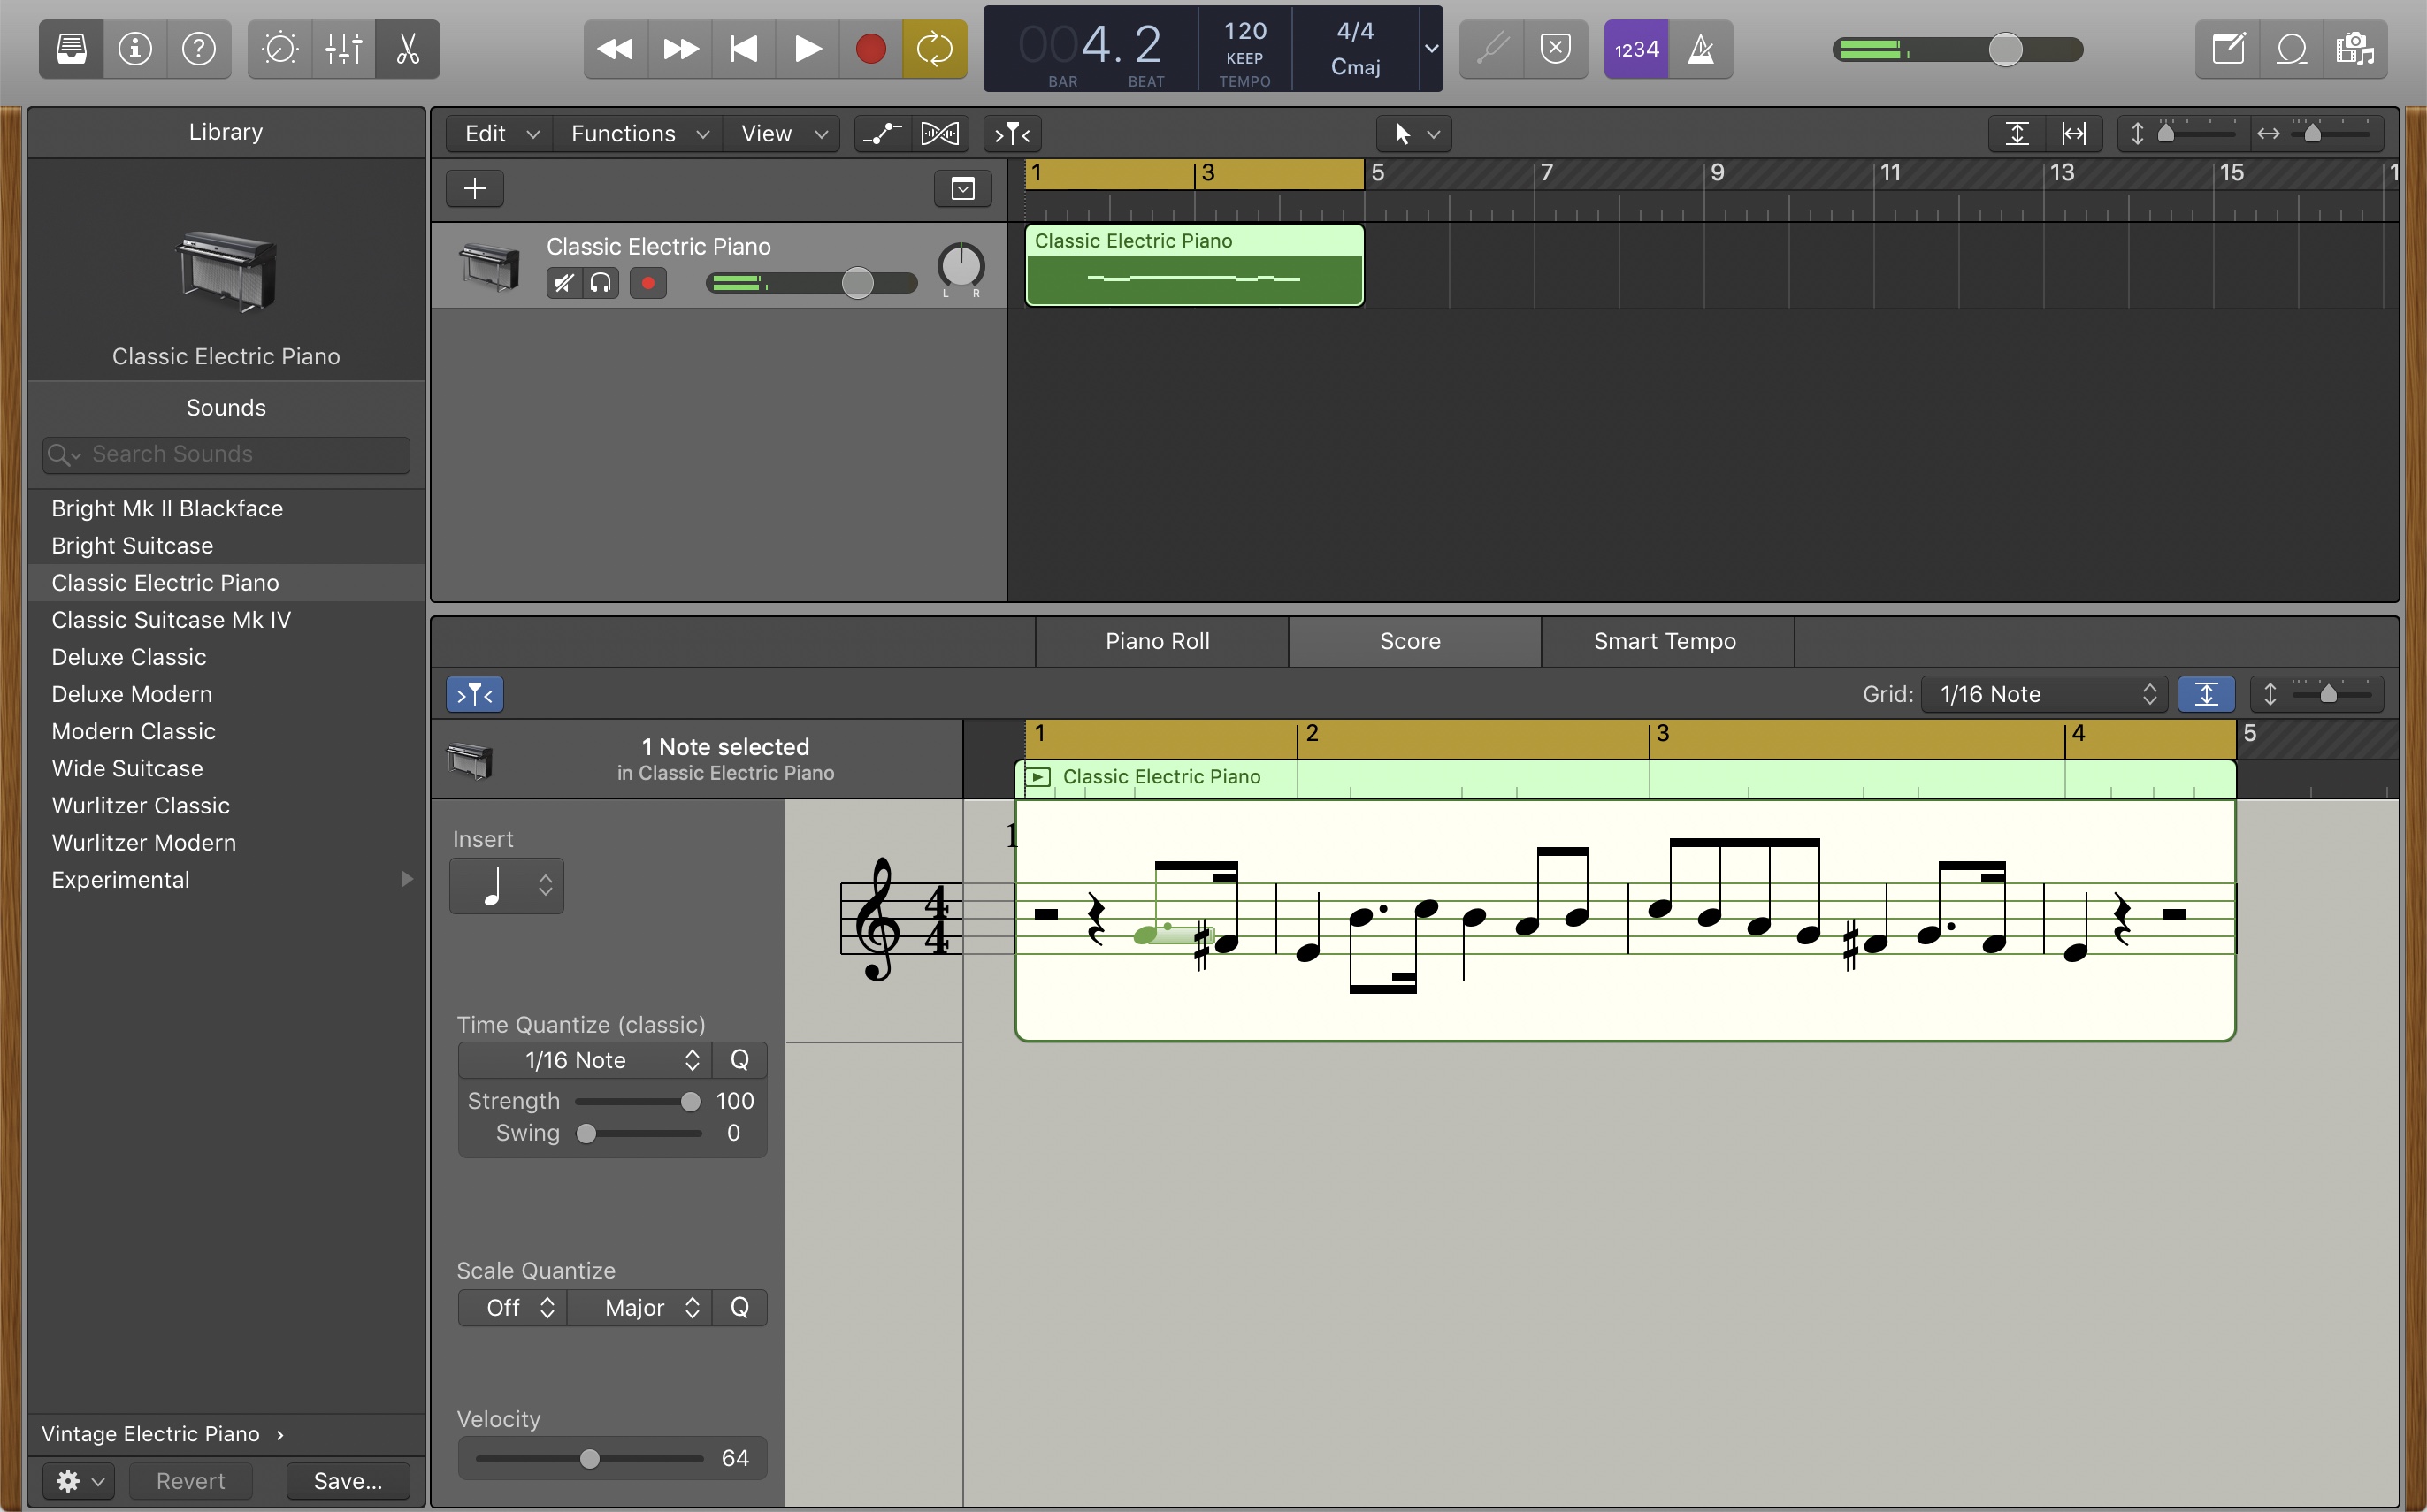 004. 2
BAR BEAT
120
KEEP
TEMPO
4/4
Cmaj
1234
Library
Classic Electric Piano
Sounds
Search Sounds
Bright Mk II Blackface
Bright Suitcase
Classic Electric Piano
Classic Suitcase Mk IV
Deluxe Classic
Deluxe Modern
Modern Classic
Wide Suitcase
Wurlitzer Classic
Wurlitzer Modern
Experimental
Vintage Electric Piano ›
Revert Save...
Edit Functions View
1 3 5 7 9 11 13 15 1
Classic Electric Piano
L R
Classic Electric Piano
Piano Roll Score Smart Tempo
Grid: 1/16 Note
1 Note selected
in Classic Electric Piano
1 2 3 4 5
Classic Electric Piano
1
4
4
Insert
Time Quantize (classic)
1/16 Note Q
Strength 100
Swing 0
Scale Quantize
Off Major Q
Velocity
64